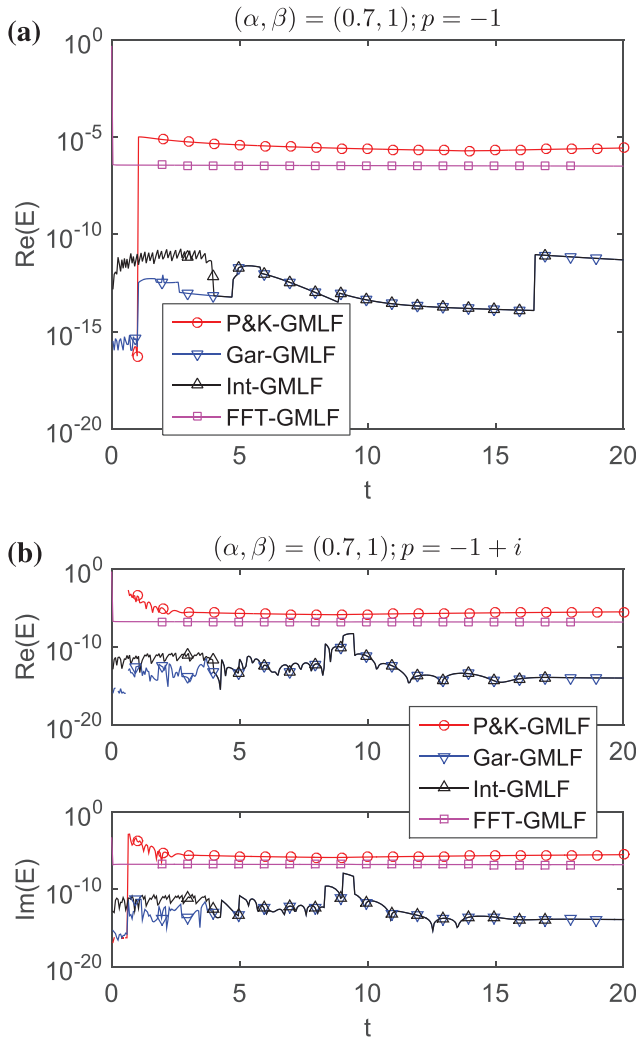 (a)
(α, β) = (0.7, 1); p = −1
10^0
10^-5
10^-10
10^-15
10^-20
Re(E)
P&K-GMLF
Gar-GMLF
Int-GMLF
FFT-GMLF
0 5 10 15 20
t
(b)
(α, β) = (0.7, 1); p = −1 + i
10^0
10^-10
10^-20
Re(E)
0 5 10 15 20
P&K-GMLF
Gar-GMLF
Int-GMLF
FFT-GMLF
10^0
10^-10
10^-20
Im(E)
0 5 10 15 20
t